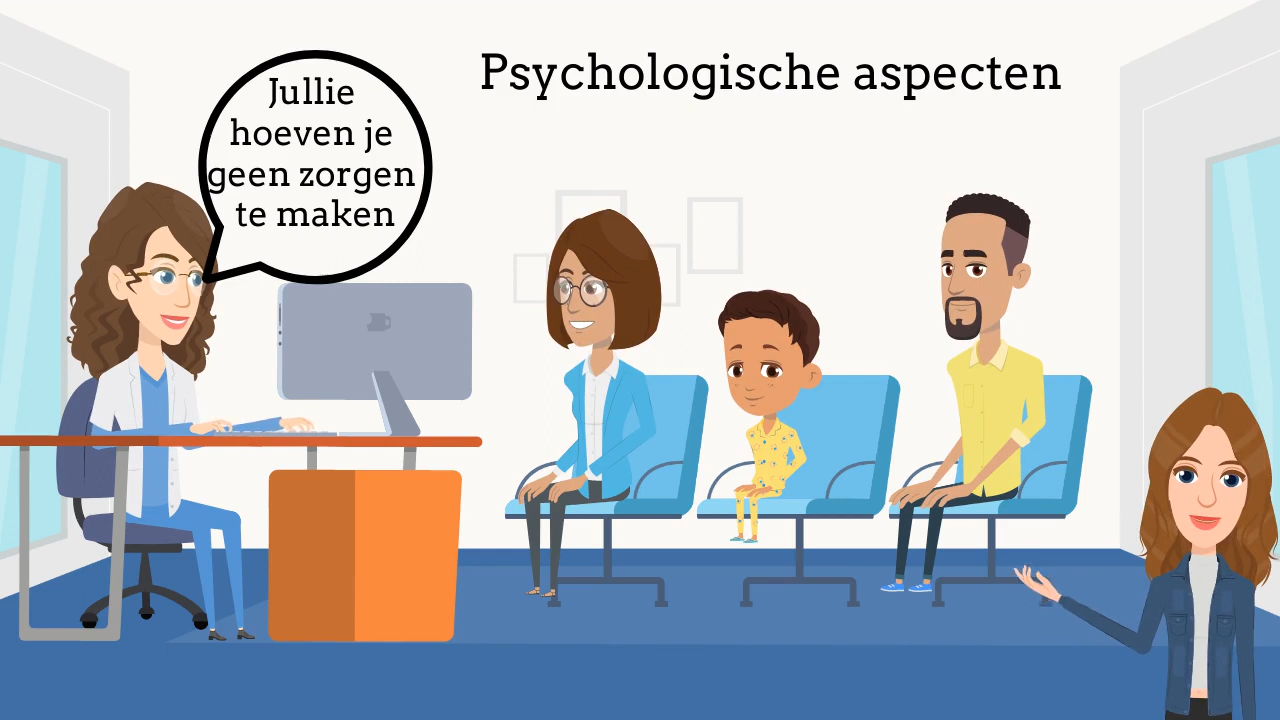 Psychologische aspecten
Jullie
hoeven je
geen zorgen
te maken